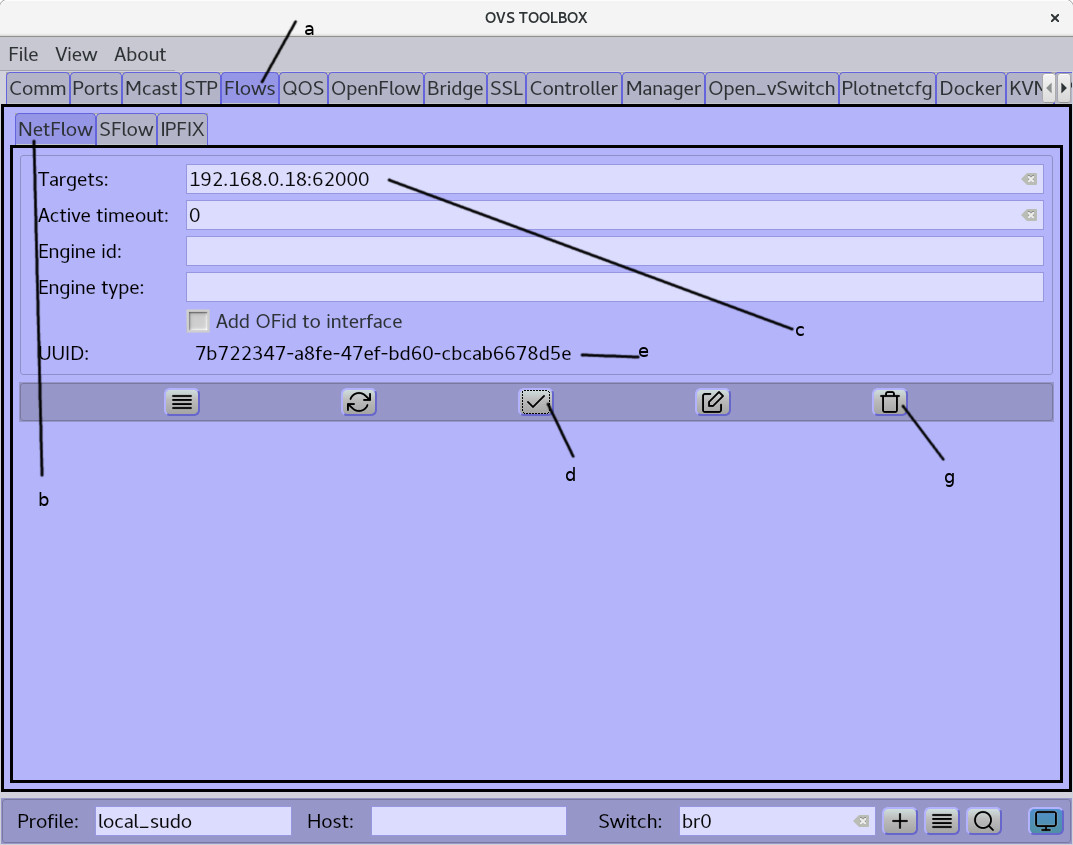 OVS TOOLBOX
a
File View About
Comm Ports Mcast STP Flows QOS OpenFlow Bridge SSL Controller Manager Open_vSwitch Plotnetcfg Docker
NetFlow SFlow IPFIX
Targets: 192.168.0.18:62000
Active timeout: 0
Engine id:
Engine type:
Add OFid to interface
c
UUID: 7b722347-a8fe-47ef-bd60-cbcab6678d5e
e
d
g
b
Profile: local_sudo Host: Switch: br0